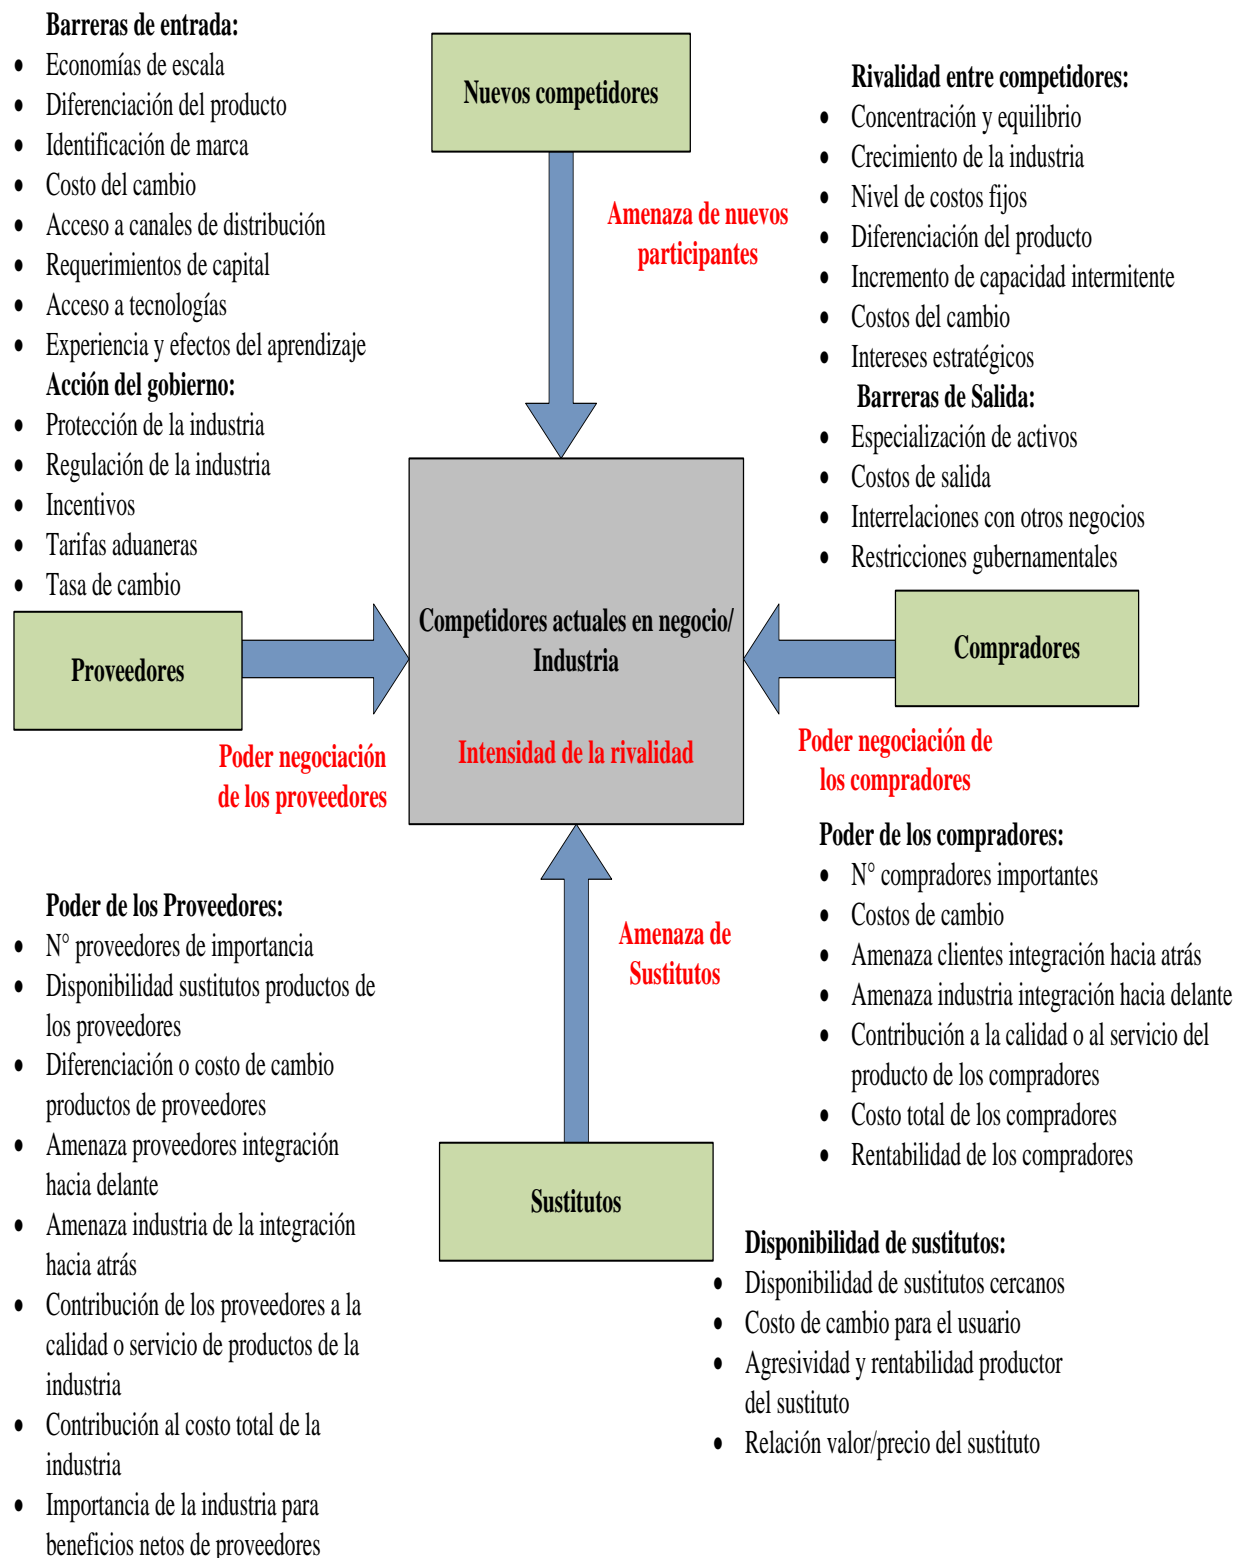 Barreras de entrada:
• Economías de escala
• Diferenciación del producto
• Identificación de marca
• Costo del cambio
• Acceso a canales de distribución
• Requerimientos de capital
• Acceso a tecnologías
• Experiencia y efectos del aprendizaje
Acción del gobierno:
• Protección de la industria
• Regulación de la industria
• Incentivos
• Tarifas aduaneras
• Tasa de cambio
Nuevos competidores
Amenaza de nuevos
participantes
Rivalidad entre competidores:
• Concentración y equilibrio
• Crecimiento de la industria
• Nivel de costos fijos
• Diferenciación del producto
• Incremento de capacidad intermitente
• Costos del cambio
• Intereses estratégicos
Barreras de Salida:
• Especialización de activos
• Costos de salida
• Interrelaciones con otros negocios
• Restricciones gubernamentales
Proveedores
Poder negociación
de los proveedores
Competidores actuales en negocio/
Industria
Intensidad de la rivalidad
Compradores
Poder negociación de
los compradores
Poder de los Proveedores:
• N° proveedores de importancia
• Disponibilidad sustitutos productos de
los proveedores
• Diferenciación o costo de cambio
productos de proveedores
• Amenaza proveedores integración
hacia delante
• Amenaza industria de la integración
hacia atrás
• Contribución de los proveedores a la
calidad o servicio de productos de la
industria
• Contribución al costo total de la
industria
• Importancia de la industria para
beneficios netos de proveedores
Amenaza de
Sustitutos
Sustitutos
Poder de los compradores:
• N° compradores importantes
• Costos de cambio
• Amenaza clientes integración hacia atrás
• Amenaza industria integración hacia delante
• Contribución a la calidad o al servicio del
producto de los compradores
• Costo total de los compradores
• Rentabilidad de los compradores
Disponibilidad de sustitutos:
• Disponibilidad de sustitutos cercanos
• Costo de cambio para el usuario
• Agresividad y rentabilidad productor
del sustituto
• Relación valor/precio del sustituto